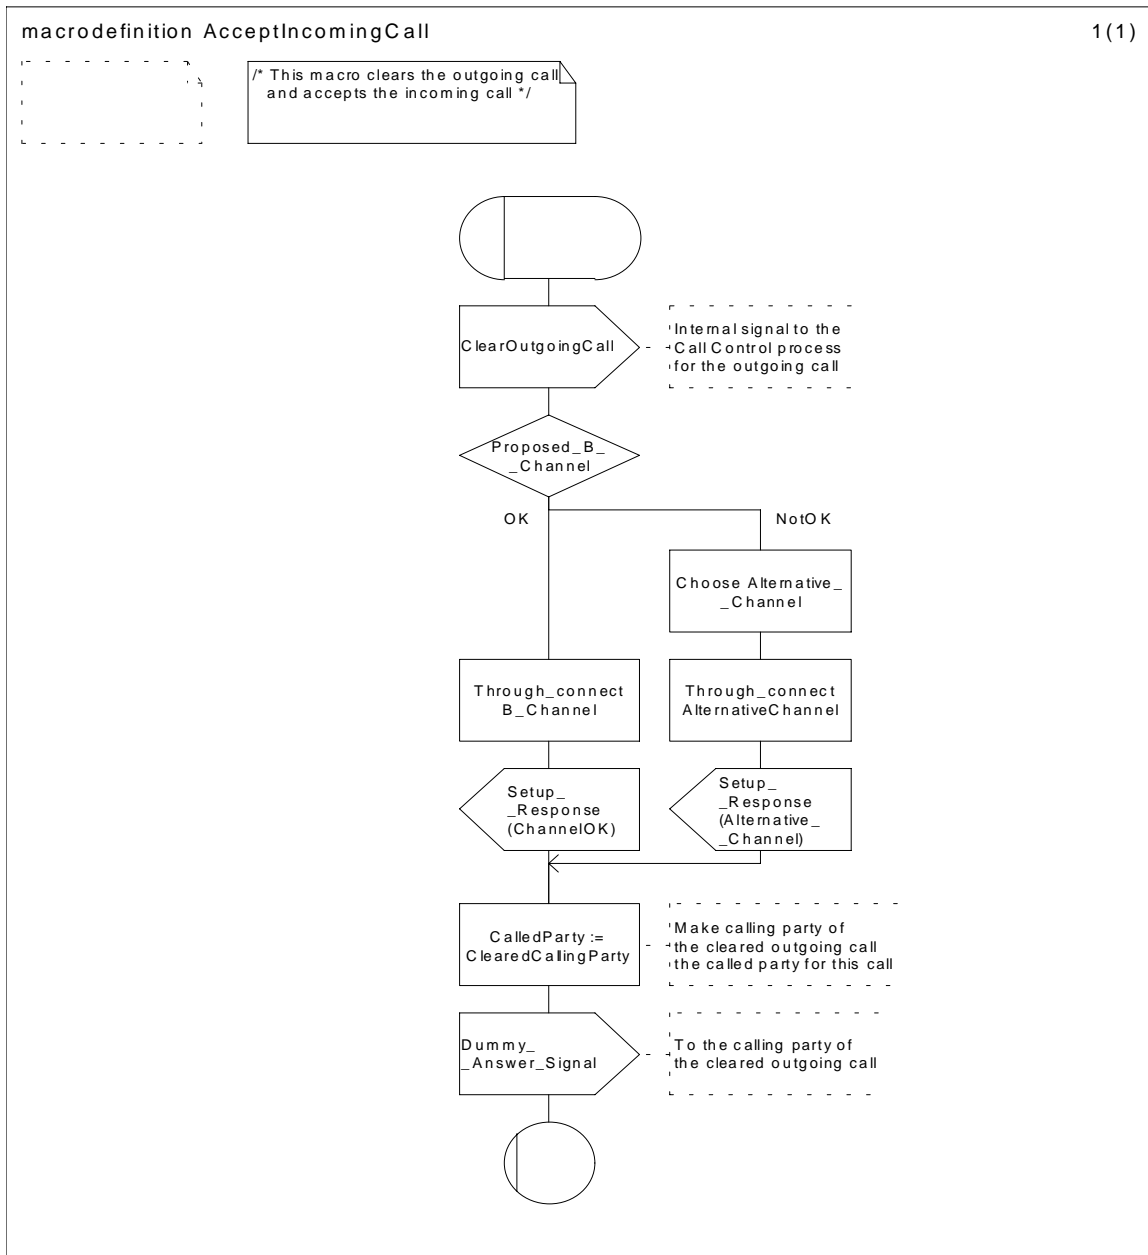 macrodefinition AcceptIncomingCall
1(1)
/* This macro clears the outgoing call
and accepts the incoming call */
ClearOutgoingCall
Internal signal to the
Call Control process
for the outgoing call
Proposed_B_
_Channel
OK
NotOK
Choose Alternative_
_Channel
Through_connect
B_Channel
Through_connect
AlternativeChannel
Setup_
_Response
(ChannelOK)
Setup_
_Response
(Alternative_
_Channel)
CalledParty :=
ClearedCallingParty
Make calling party of
the cleared outgoing call
the called party for this call
Dummy_
_Answer_Signal
To the calling party of
the cleared outgoing call